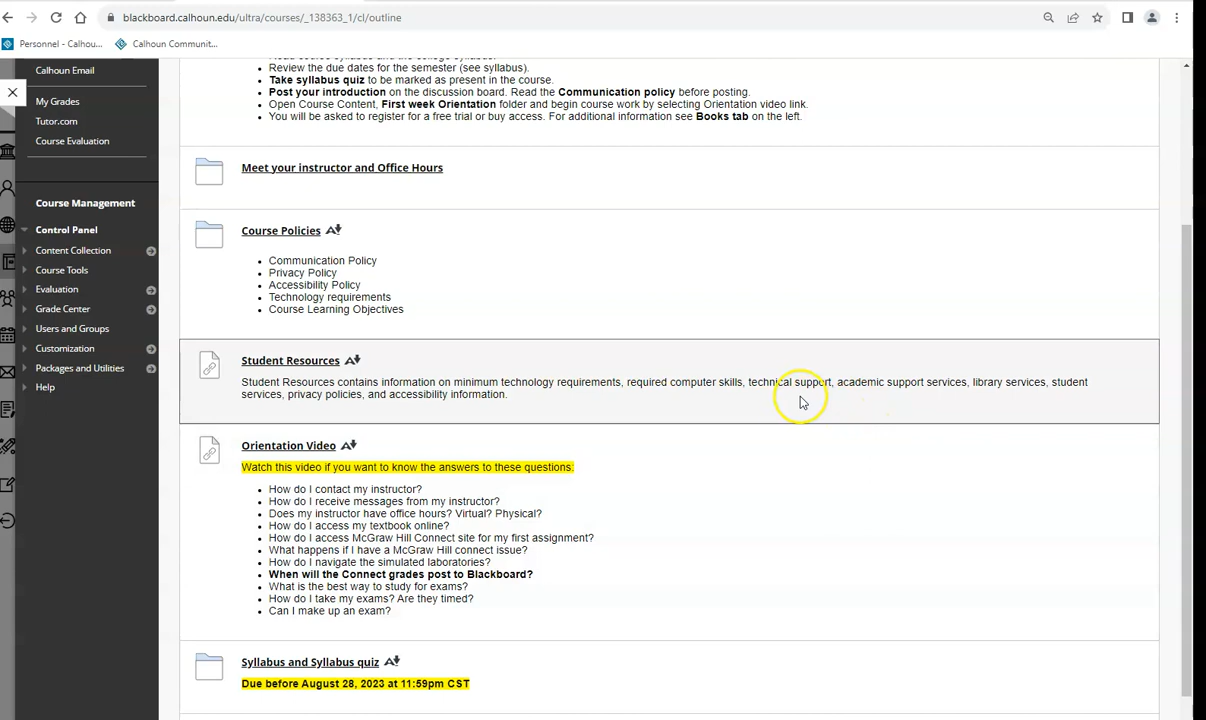 blackboard.calhoun.edu/ultra/courses/_138363_1/cl/outline
Personnel - Calhou...
Calhoun Communit...
Calhoun Email
My Grades
Tutor.com
Course Evaluation
Course Management
Control Panel
Content Collection
Course Tools
Evaluation
Grade Center
Users and Groups
Customization
Packages and Utilities
Help
Read course syllabus and the college syllabus.
Review the due dates for the semester (see syllabus).
Take syllabus quiz to be marked as present in the course.
Post your introduction on the discussion board. Read the Communication policy before posting.
Open Course Content, First week Orientation folder and begin course work by selecting Orientation video link.
You will be asked to register for a free trial or buy access. For additional information see Books tab on the left.
Meet your instructor and Office Hours
Course Policies
Communication Policy
Privacy Policy
Accessibility Policy
Technology requirements
Course Learning Objectives
Student Resources
Student Resources contains information on minimum technology requirements, required computer skills, technical support, academic support services, library services, student
services, privacy policies, and accessibility information.
Orientation Video
Watch this video if you want to know the answers to these questions:
How do I contact my instructor?
How do I receive messages from my instructor?
Does my instructor have office hours? Virtual? Physical?
How do I access my textbook online?
How do I access McGraw Hill Connect site for my first assignment?
What happens if I have a McGraw Hill connect issue?
How do I navigate the simulated laboratories?
When will the Connect grades post to Blackboard?
What is the best way to study for exams?
How do I take my exams? Are they timed?
Can I make up an exam?
Syllabus and Syllabus quiz
Due before August 28, 2023 at 11:59pm CST